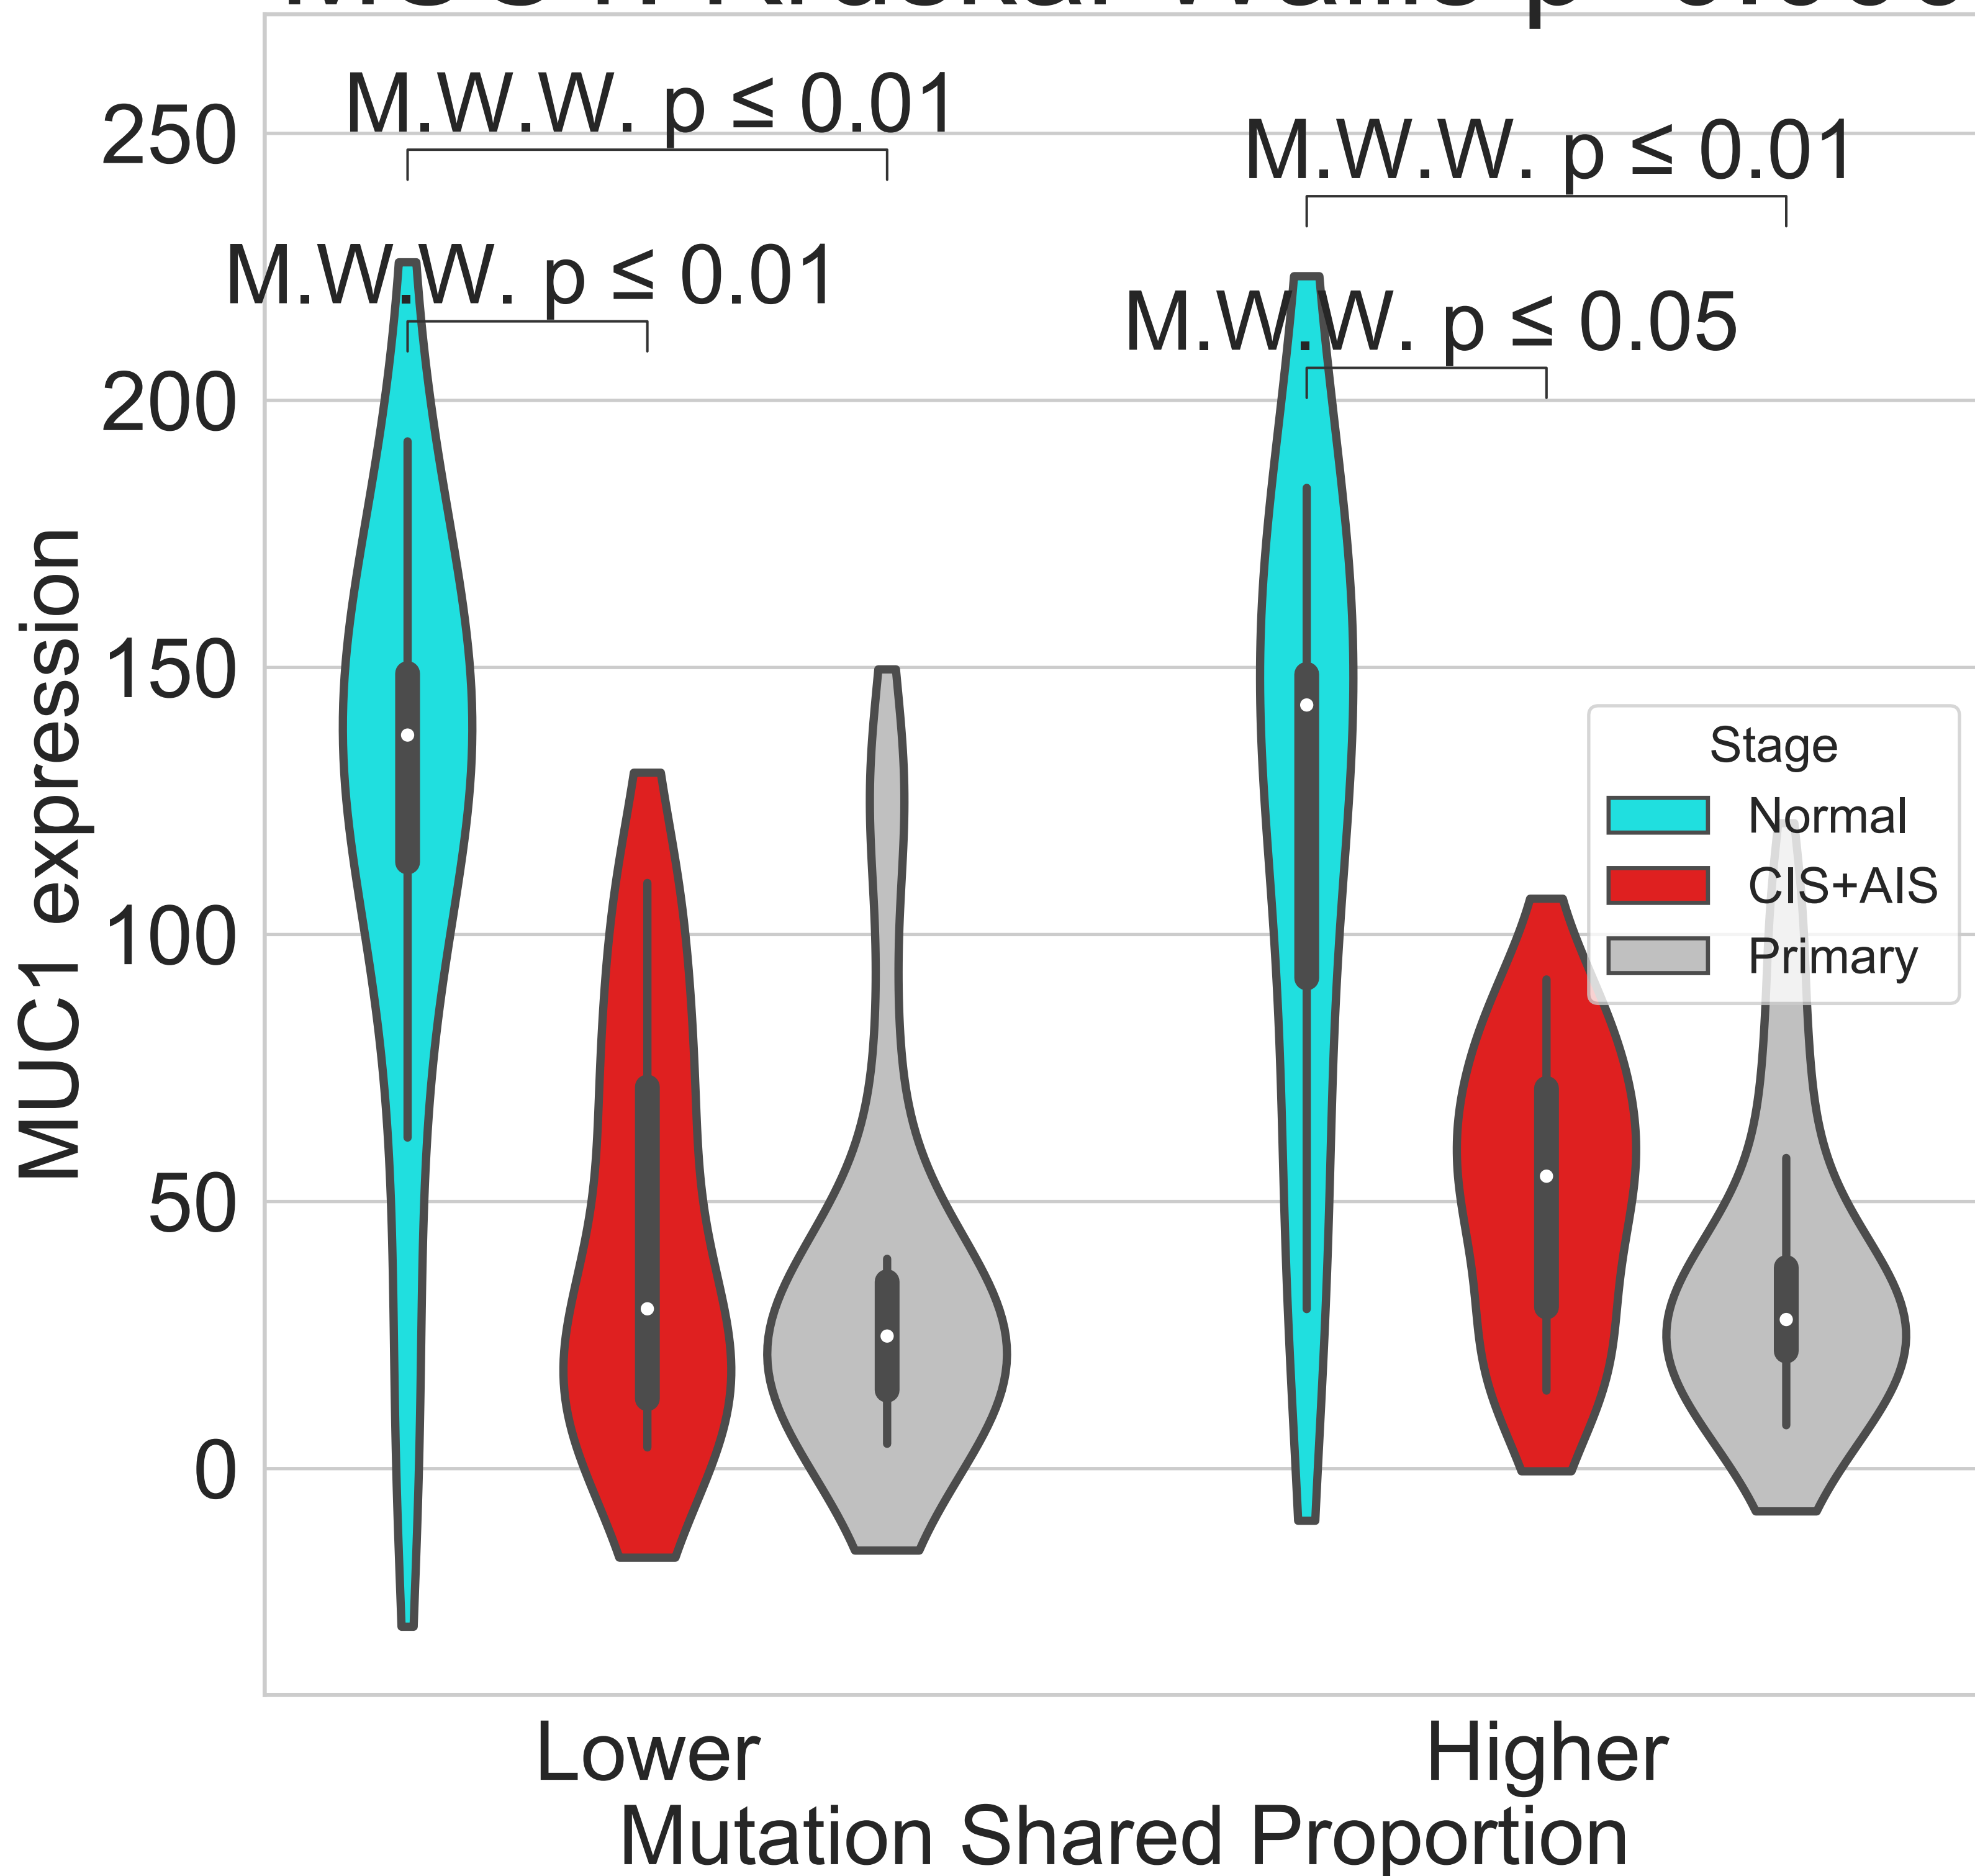 M.W.W. p ≤ 0.01
M.W.W. p ≤ 0.01
M.W.W. p ≤ 0.01
M.W.W. p ≤ 0.05
250
200
150
100
50
0
MUC1 expression
Stage
Normal
CIS+AIS
Primary
Lower
Higher
Mutation Shared Proportion